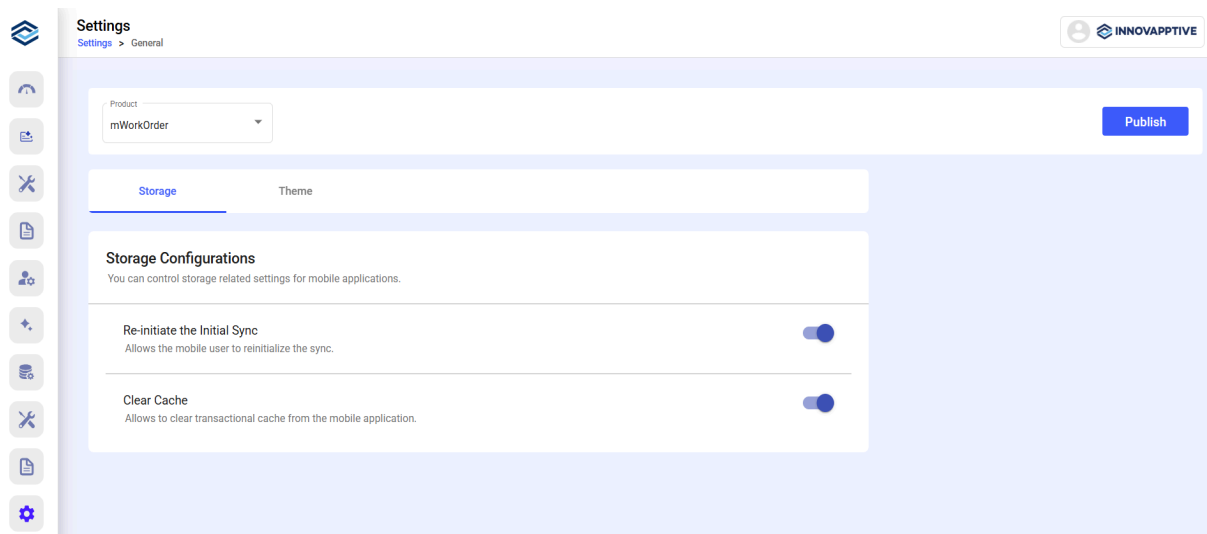 Settings
Settings > General
INNOVAPPTIVE
Product
mWorkOrder
Publish
Storage
Theme
Storage Configurations
You can control storage related settings for mobile applications.
Re-initiate the Initial Sync
Allows the mobile user to reinitialize the sync.
Clear Cache
Allows to clear transactional cache from the mobile application.